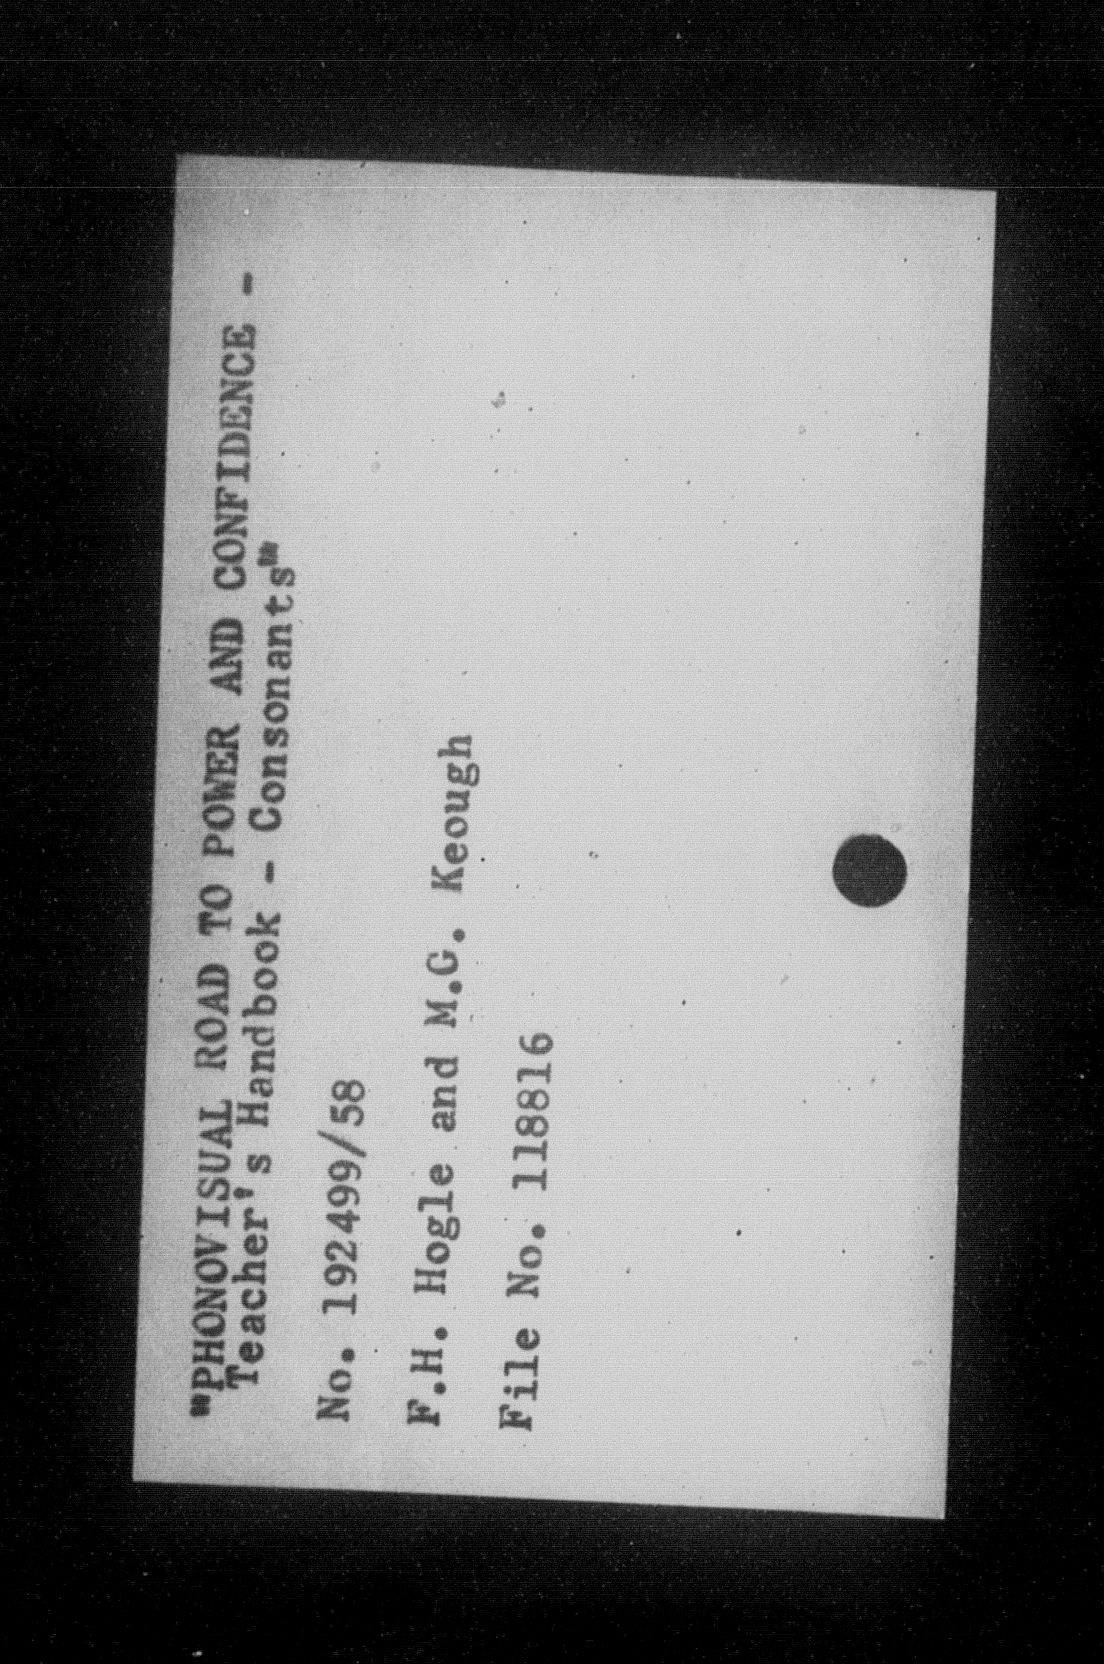 "PHONOVISUAL ROAD TO POWER AND CONFIDENCE -
Teacher's Handbook - Consonants"
No. 192499/58
F.H. Hogle and M.G. Keough
File No. 118816